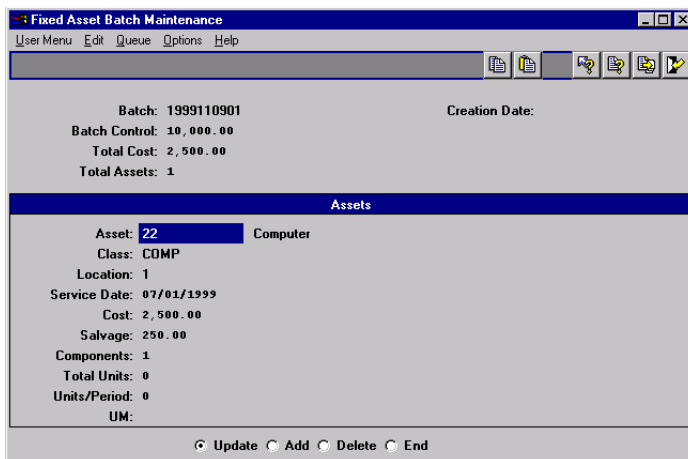 Fixed Asset Batch Maintenance
User Menu Edit Queue Options Help
Batch: 1999110901 Creation Date:
Batch Control: 10,000.00
Total Cost: 2,500.00
Total Assets: 1
Assets
Asset: 22 Computer
Class: COMP
Location: 1
Service Date: 07/01/1999
Cost: 2,500.00
Salvage: 250.00
Components: 1
Total Units: 0
Units/Period: 0
UM:
Update Add Delete End